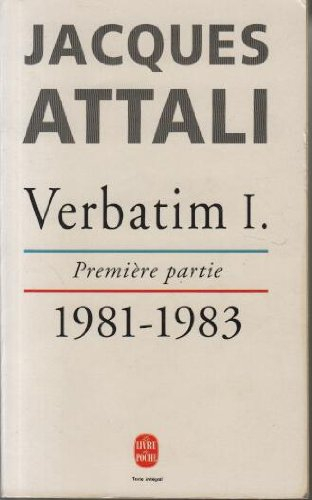 JACQUES
ATTALI
Verbatim I.
Première partie
1981-1983
LE LIVRE
DE POCHE
Texte intégral